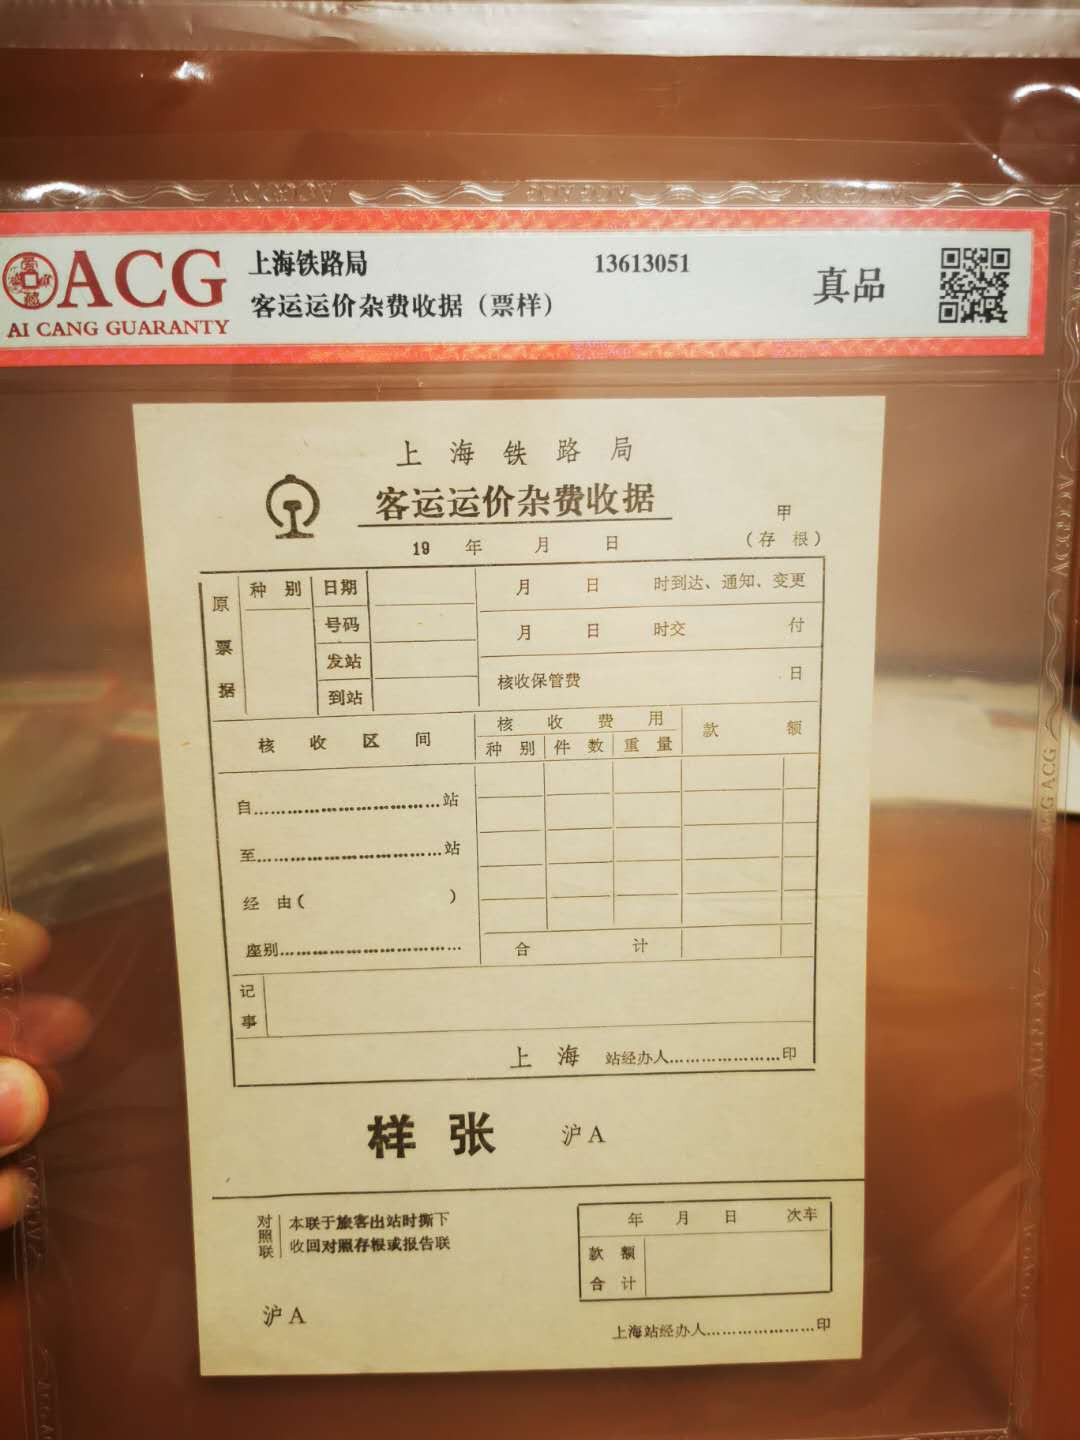 ACG
AI CANG GUARANTY
上海铁路局
13613051
客运运价杂费收据（票样）
真品
上海铁路局
客运运价杂费收据
甲
19 年 月 日
（存根）
原票据
种别
日期
号码
发站
到站
月 日 时到达、通知、变更
月 日 时交付
核收保管费 日
核收区间
核收费用
款额
种别 件数 重量
自……………………………站
至……………………………站
经由( )
座别……………………………
合计
记事
上海 站经办人…………………印
样张 沪A
对照联
本联于旅客出站时撕下
收回对照存根或报告联
年 月 日 次车
款额
合计
沪A
上海站经办人…………………印